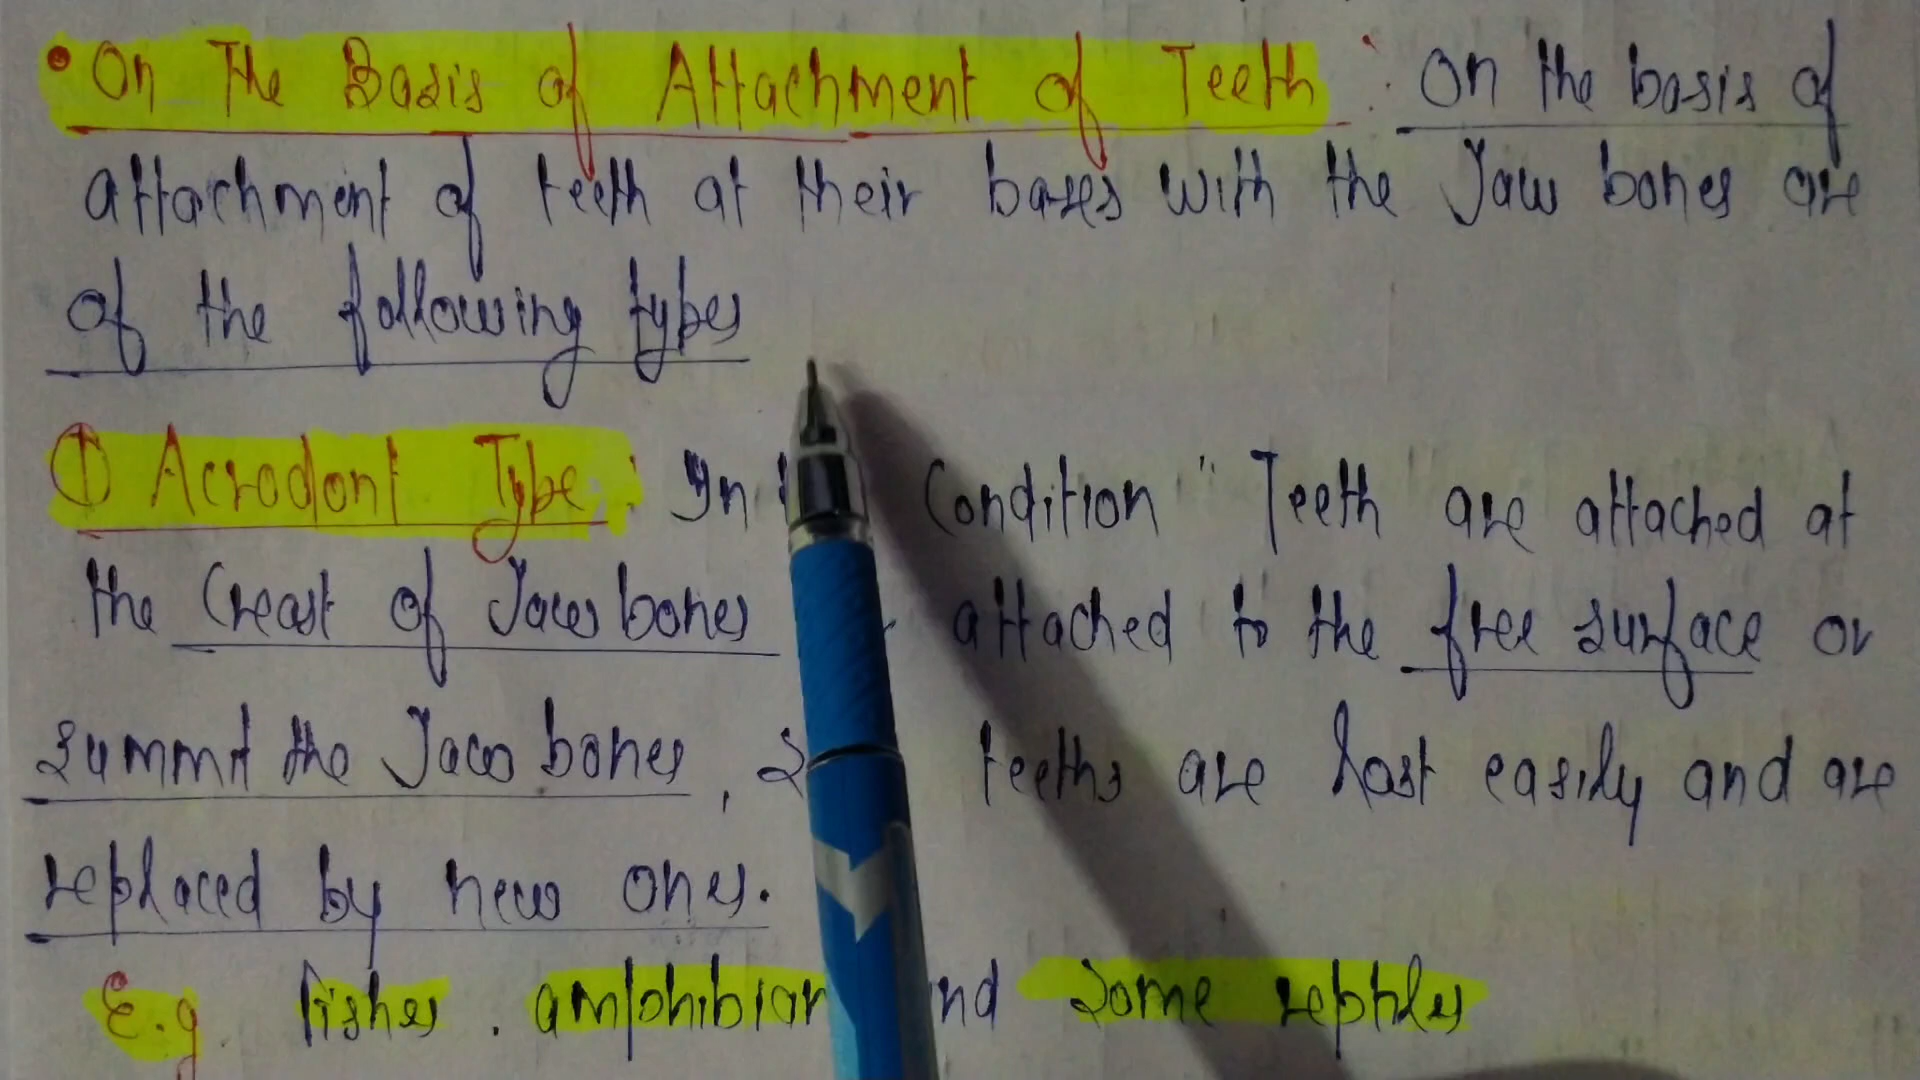 • On The Basis of Attachment of Teeth : On the basis of
attachment of teeth at their bases with the Jaw bones are
of the following types
① Acrodont Type : In Condition " Teeth are attached at
the Creast of Jaw bones attached to the free surface or
summit the Jaw bones, teeths are lost easily and are
replaced by new ones.
E.g. fishes. amphibian and Some reptiles